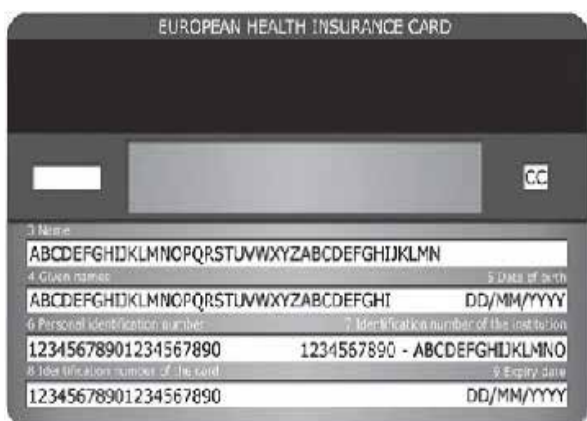 EUROPEAN HEALTH INSURANCE CARD
CC
3 Name
ABCDEFGHIJKLMNOPQRSTUVWXYZABCDEFGHIJKLMN
4 Given names 5 Date of birth
ABCDEFGHIJKLMNOPQRSTUVWXYZABCDEFGHI DD/MM/YYYY
6 Personal identification number 7 Identification number of the institution
12345678901234567890 1234567890 - ABCDEFGHIJKLMNO
8 Identification number of the card 9 Expiry date
12345678901234567890 DD/MM/YYYY